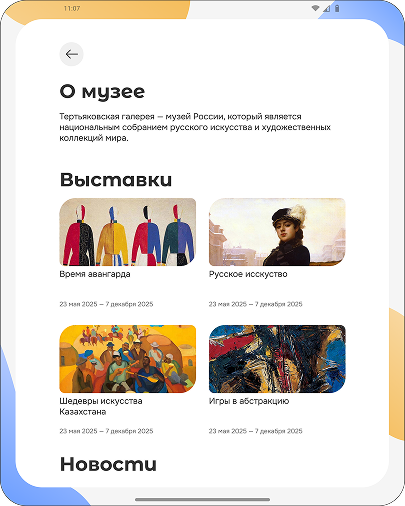 11:07
О музее
Тертьяковская галерея — музей России, который является
национальным собранием русского искусства и художественных
коллекций мира.
Выставки
Время авангарда
Русское исскуство
23 мая 2025 — 7 декабря 2025
23 мая 2025 — 7 декабря 2025
Шедевры искусства
Казахстана
Игры в абстракцию
23 мая 2025 — 7 декабря 2025
23 мая 2025 — 7 декабря 2025
Новости